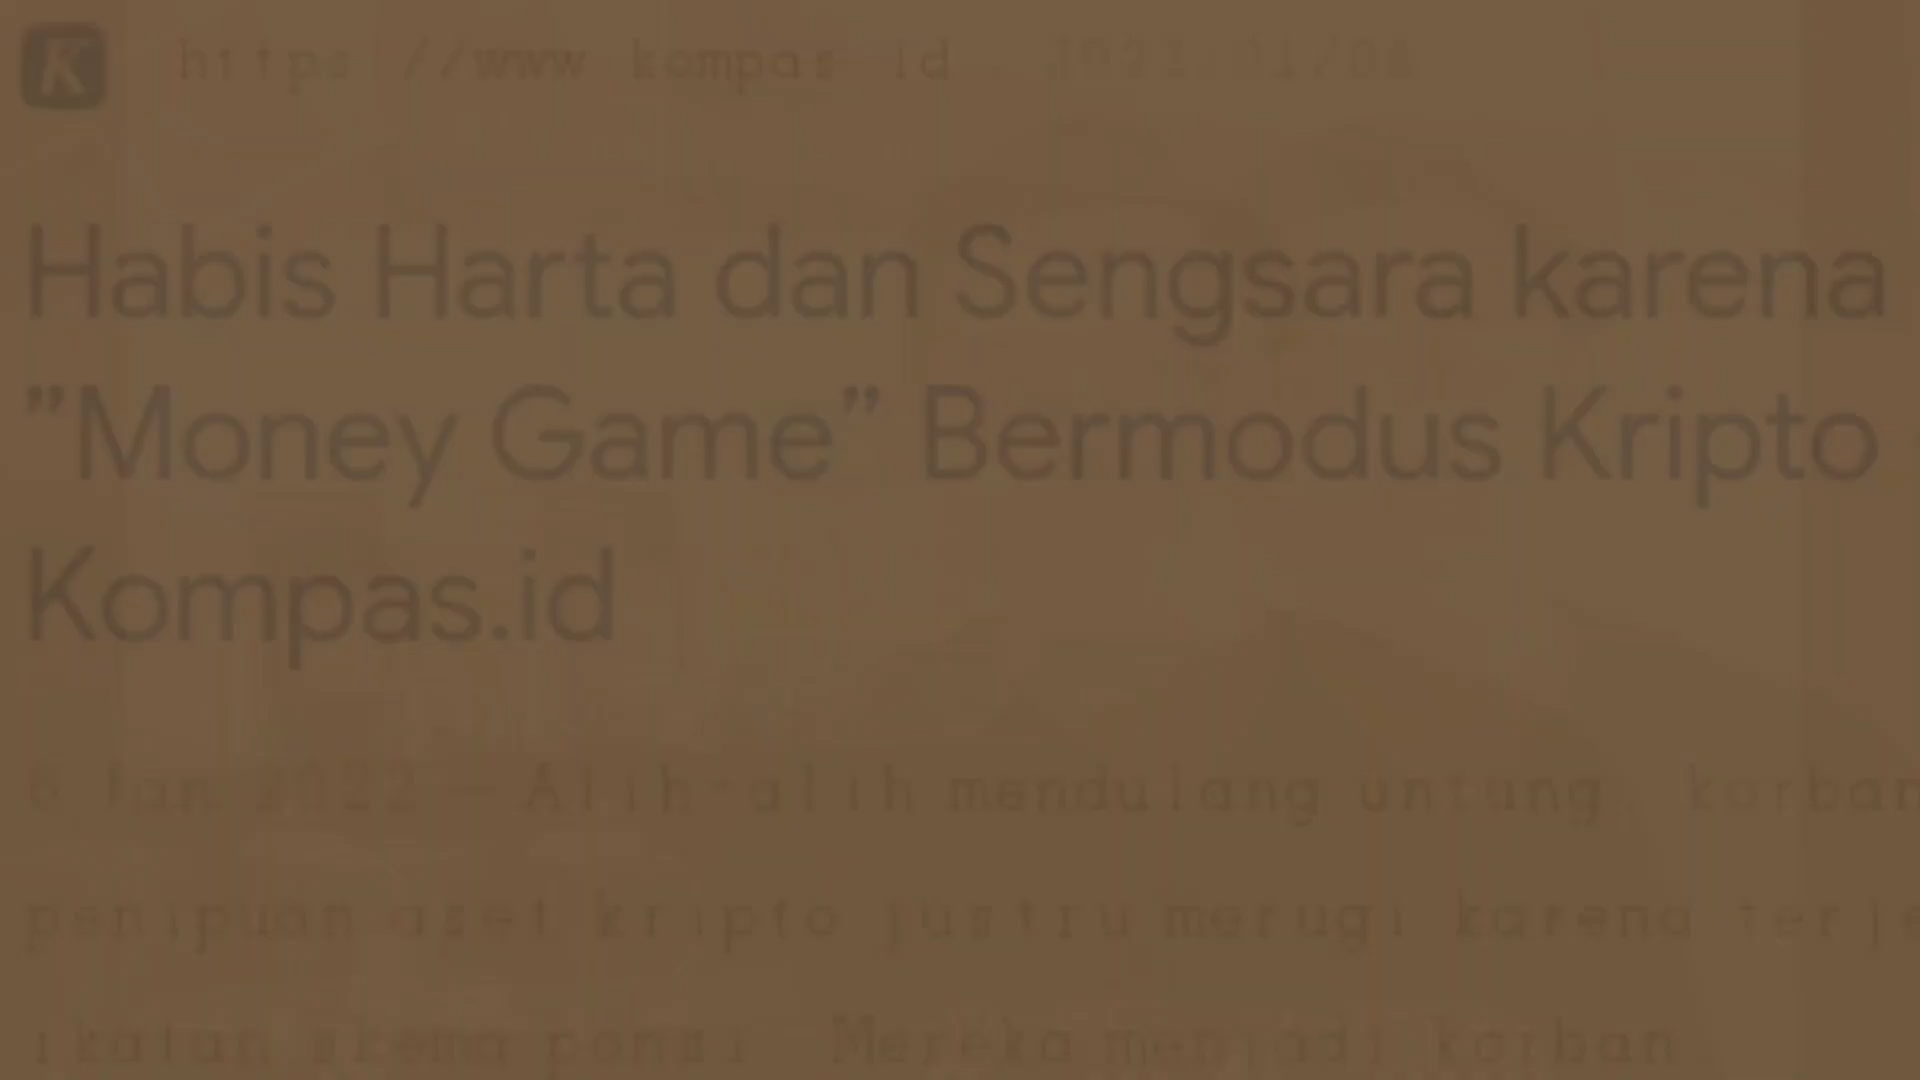 K https://www.kompas.id
Habis Harta dan Sengsara karena
"Money Game" Bermodus Kripto
Kompas.id
6 Jan 2022 — Alih-alih mendulang untung, korban
penipuan aset kripto justru merugi karena
ikatan skema ponzi. Mereka menjadi korban